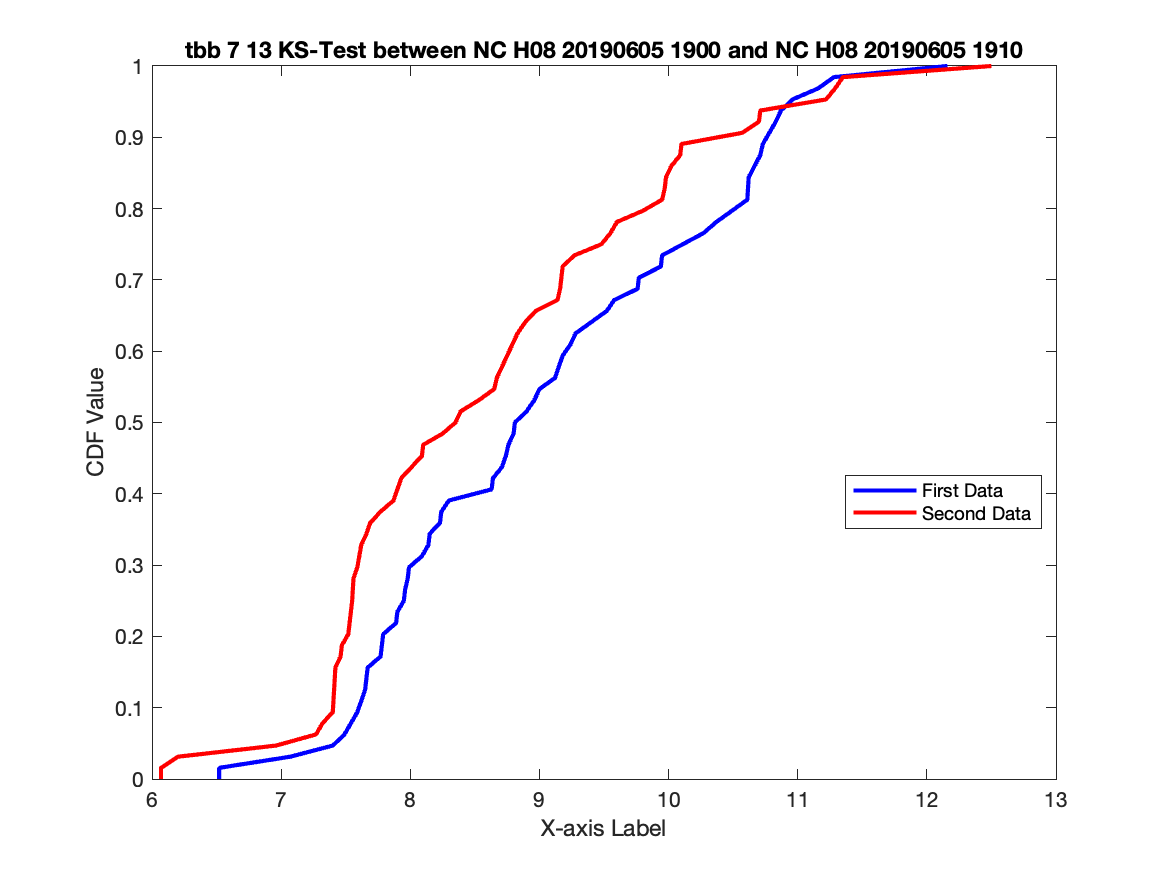 tbb 7 13 KS-Test between NC H08 20190605 1900 and NC H08 20190605 1910
1
0.9
0.8
0.7
0.6
0.5
0.4
0.3
0.2
0.1
0
CDF Value
First Data
Second Data
6 7 8 9 10 11 12 13
X-axis Label